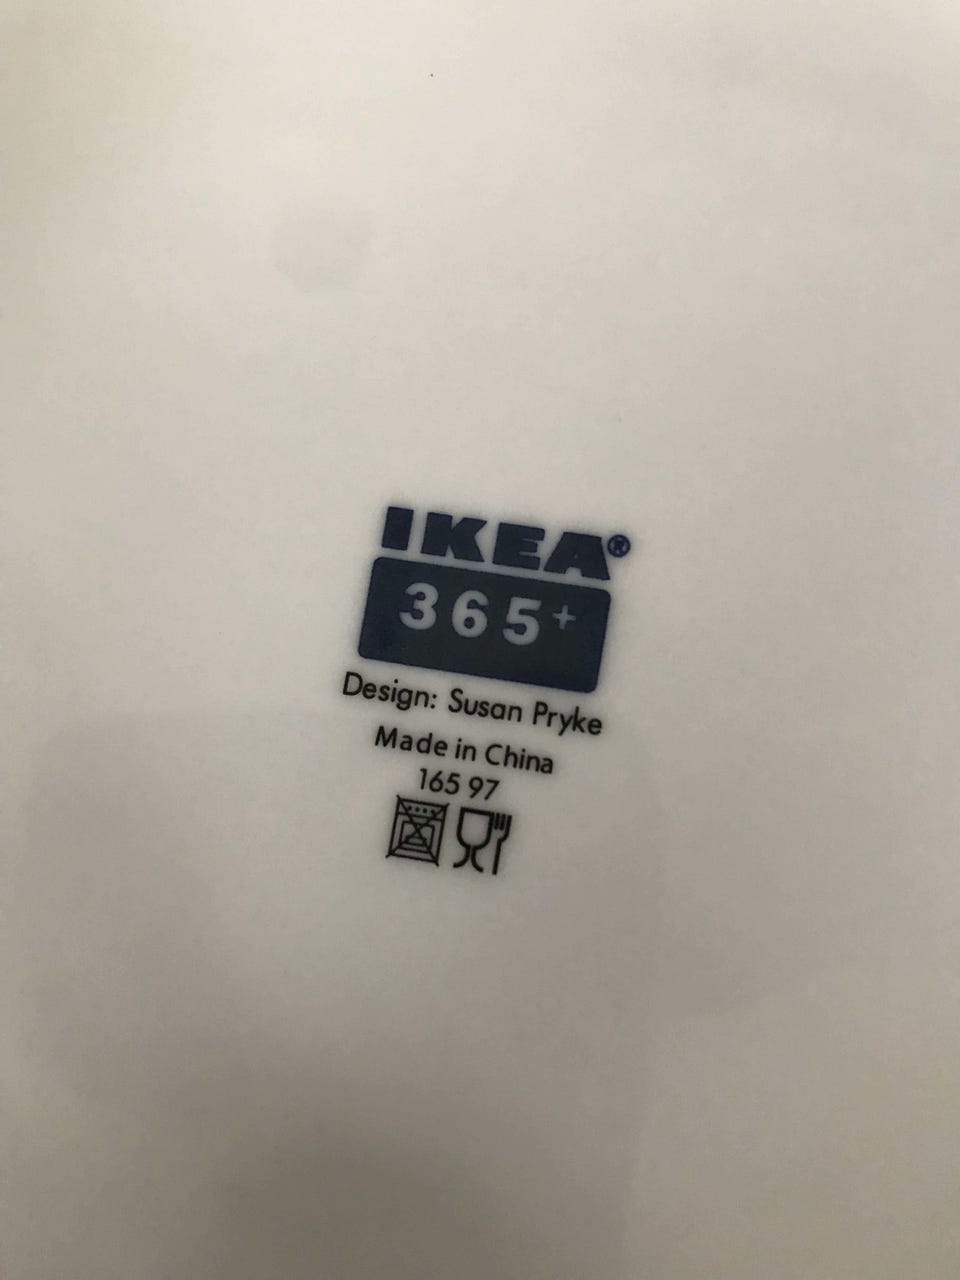 IKEA®
365+
Design: Susan Pryke
Made in China
165 97